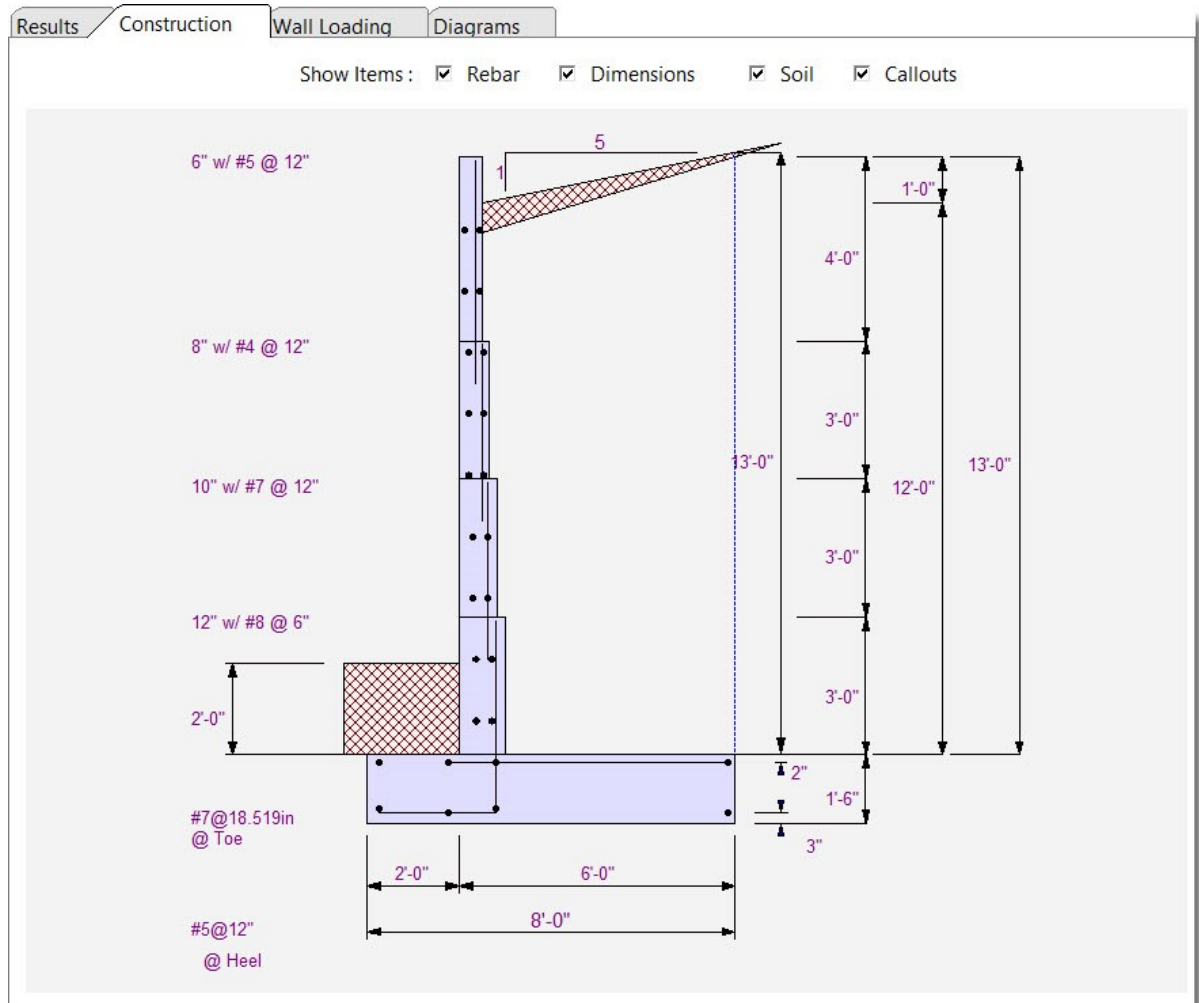 Results
Construction
Wall Loading
Diagrams
Show Items :
Rebar
Dimensions
Soil
Callouts
6" w/ #5 @ 12"
1
5
1'-0"
4'-0"
8" w/ #4 @ 12"
3'-0"
13'-0"
13'-0"
10" w/ #7 @ 12"
12'-0"
3'-0"
12" w/ #8 @ 6"
3'-0"
2'-0"
2"
1'-6"
#7@18.519in
@ Toe
3"
2'-0"
6'-0"
8'-0"
#5@12"
@ Heel